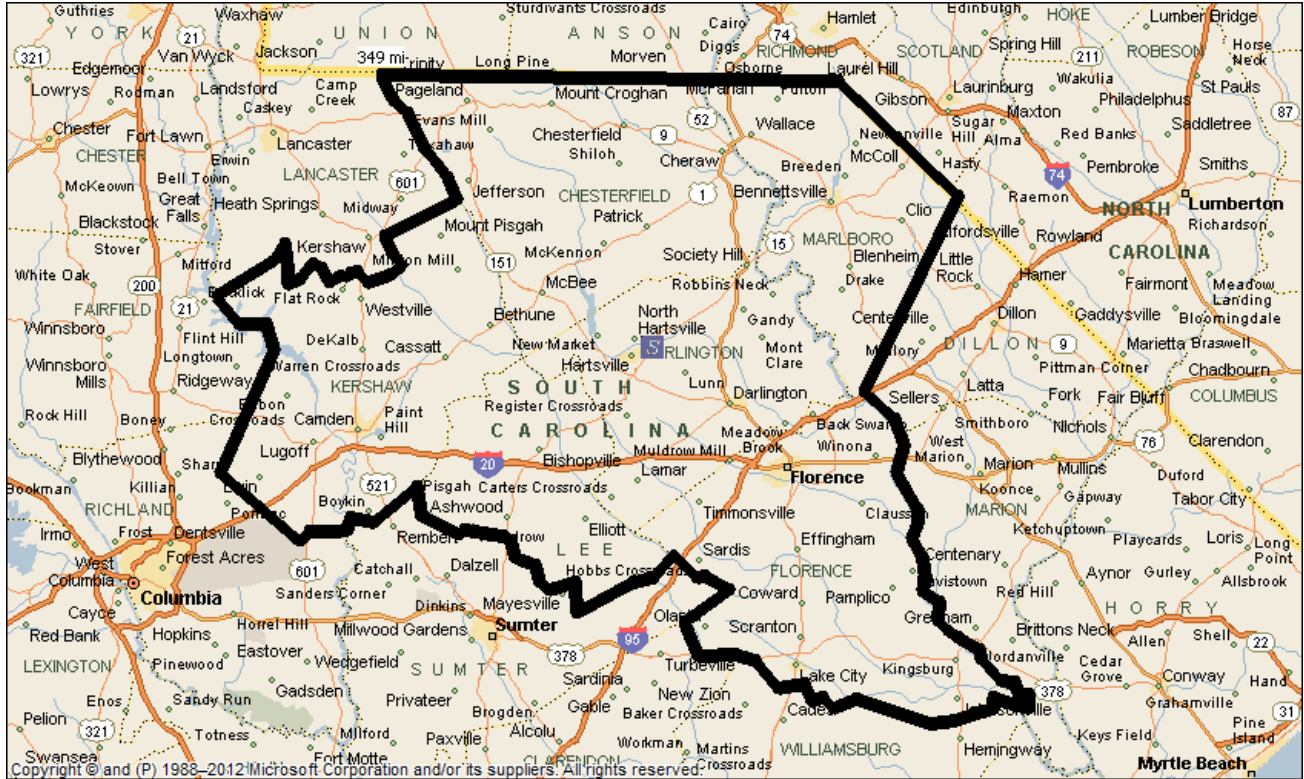 Guthries
Waxhaw
Sturdivants Crossroads
Cairo
Hamlet
Edinburgh
HOKE
Lumber Bridge
YORK
21
UNION
ANSON
74
Diggs
RICHMOND
SCOTLAND
Spring Hill
ROBESON
321
Van Wyck
Jackson
349 mi
Trinity
Long Pine
Morven
Osborne
Laurel Hill
211
Horse
Neck
Edgemoor
Wakulia
Lowrys
Rodman
Landsford
Camp
Creek
Pageland
Mount Croghan
McFarlan
Fulton
Gibson
Laurinburg
Philadelphus
St Pauls
Caskey
Maxton
Chester
Fort Lawn
Lancaster
Evans Mill
Chesterfield
9
52
Wallace
Sugar
Hill
Alma
Red Banks
Saddletree
87
CHESTER
Erwin
Shiloh
Cheraw
Breeden
McColl
Hasty
Pembroke
Smiths
McKeown
Bell Town
LANCASTER
601
Jefferson
CHESTERFIELD
1
Bennettsville
74
Raemon
NORTH
Lumberton
Great
Falls
Heath Springs
Midway
Patrick
Clio
Richardson
Blackstock
Mount Pisgah
Rowland
Stover
Kershaw
McKennon
Society Hill
15
MARLBORO
CAROLINA
White Oak
Mitford
151
Blenheim
Little
Rock
Hamer
Fairmont
Meadow
Landing
200
McBee
Robbins Neck
Drake
FAIRFIELD
21
Flat Rock
Westville
Bethune
North
Hartsville
Gandy
Dillon
Gaddysville
Bloomingdale
Winnsboro
Flint Hill
DeKalb
Cassatt
New Market
DILLON
9
Marietta
Braswell
Winnsboro
Mills
Longtown
Warren Crossroads
Hartsville
Mont
Clare
Pittman Corner
Chadbourn
Ridgeway
KERSHAW
SOUTH
Lunn
Darlington
Latta
Fork
Fair Bluff
COLUMBUS
Rock Hill
Boney
Camden
Paint
Hill
Register Crossroads
Sellers
Smithboro
Nichols
CAROLINA
Meadow
Brook
76
Clarendon
Blythewood
Lugoff
20
Bishopville
Muldrow Mill
Winona
West
Marion
Marion
Mullins
Bookman
Killian
521
Pisgah
Carters Crossroads
Lamar
Florence
Koonce
Gapway
Duford
Tabor City
RICHLAND
Boykin
Ashwood
Timmonsville
MARION
Irmo
Frost
Dentsville
Elliott
Effingham
Ketchuptown
Playcards
Loris
Long
Point
Forest Acres
LEE
Sardis
Centenary
West
Columbia
601
Catchall
Dalzell
Hobbs Crossroads
FLORENCE
Aynor
Gurley
Allsbrook
Columbia
Sanders Corner
Mayesville
Coward
Pamplico
Red Hill
Cayce
Dinkins
HORRY
Red Bank
Hopkins
Horrel Hill
Millwood Gardens
Sumter
95
Scranton
Brittons Neck
Allen
Shell
22
LEXINGTON
Pinewood
Eastover
Wedgefield
378
Turbeville
Kingsburg
Cedar
Grove
Conway
Hand
SUMTER
Sardinia
Lake City
378
Enos
Sandy Run
Gadsden
Privateer
New Zion
Grahamville
Pelion
321
Brogden
Gable
Baker Crossroads
Cades
31
Totness
Milford
Paxville
Alcolu
Workman
Martins
Crossroads
WILLIAMSBURG
Hemingway
Keys Field
Pine
Island
Swansea
Fort Motte
CLARENDON
Myrtle Beach
Copyright © and (P) 1988–2012 Microsoft Corporation and/or its suppliers. All rights reserved.